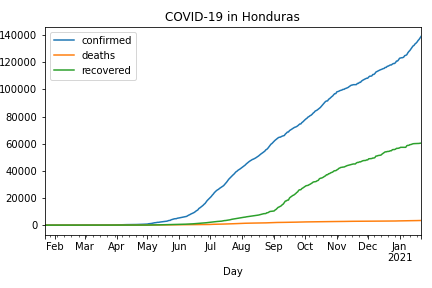 COVID-19 in Honduras
confirmed
deaths
recovered
140000
120000
100000
80000
60000
40000
20000
0
Feb Mar Apr May Jun Jul Aug Sep Oct Nov Dec Jan
2021
Day